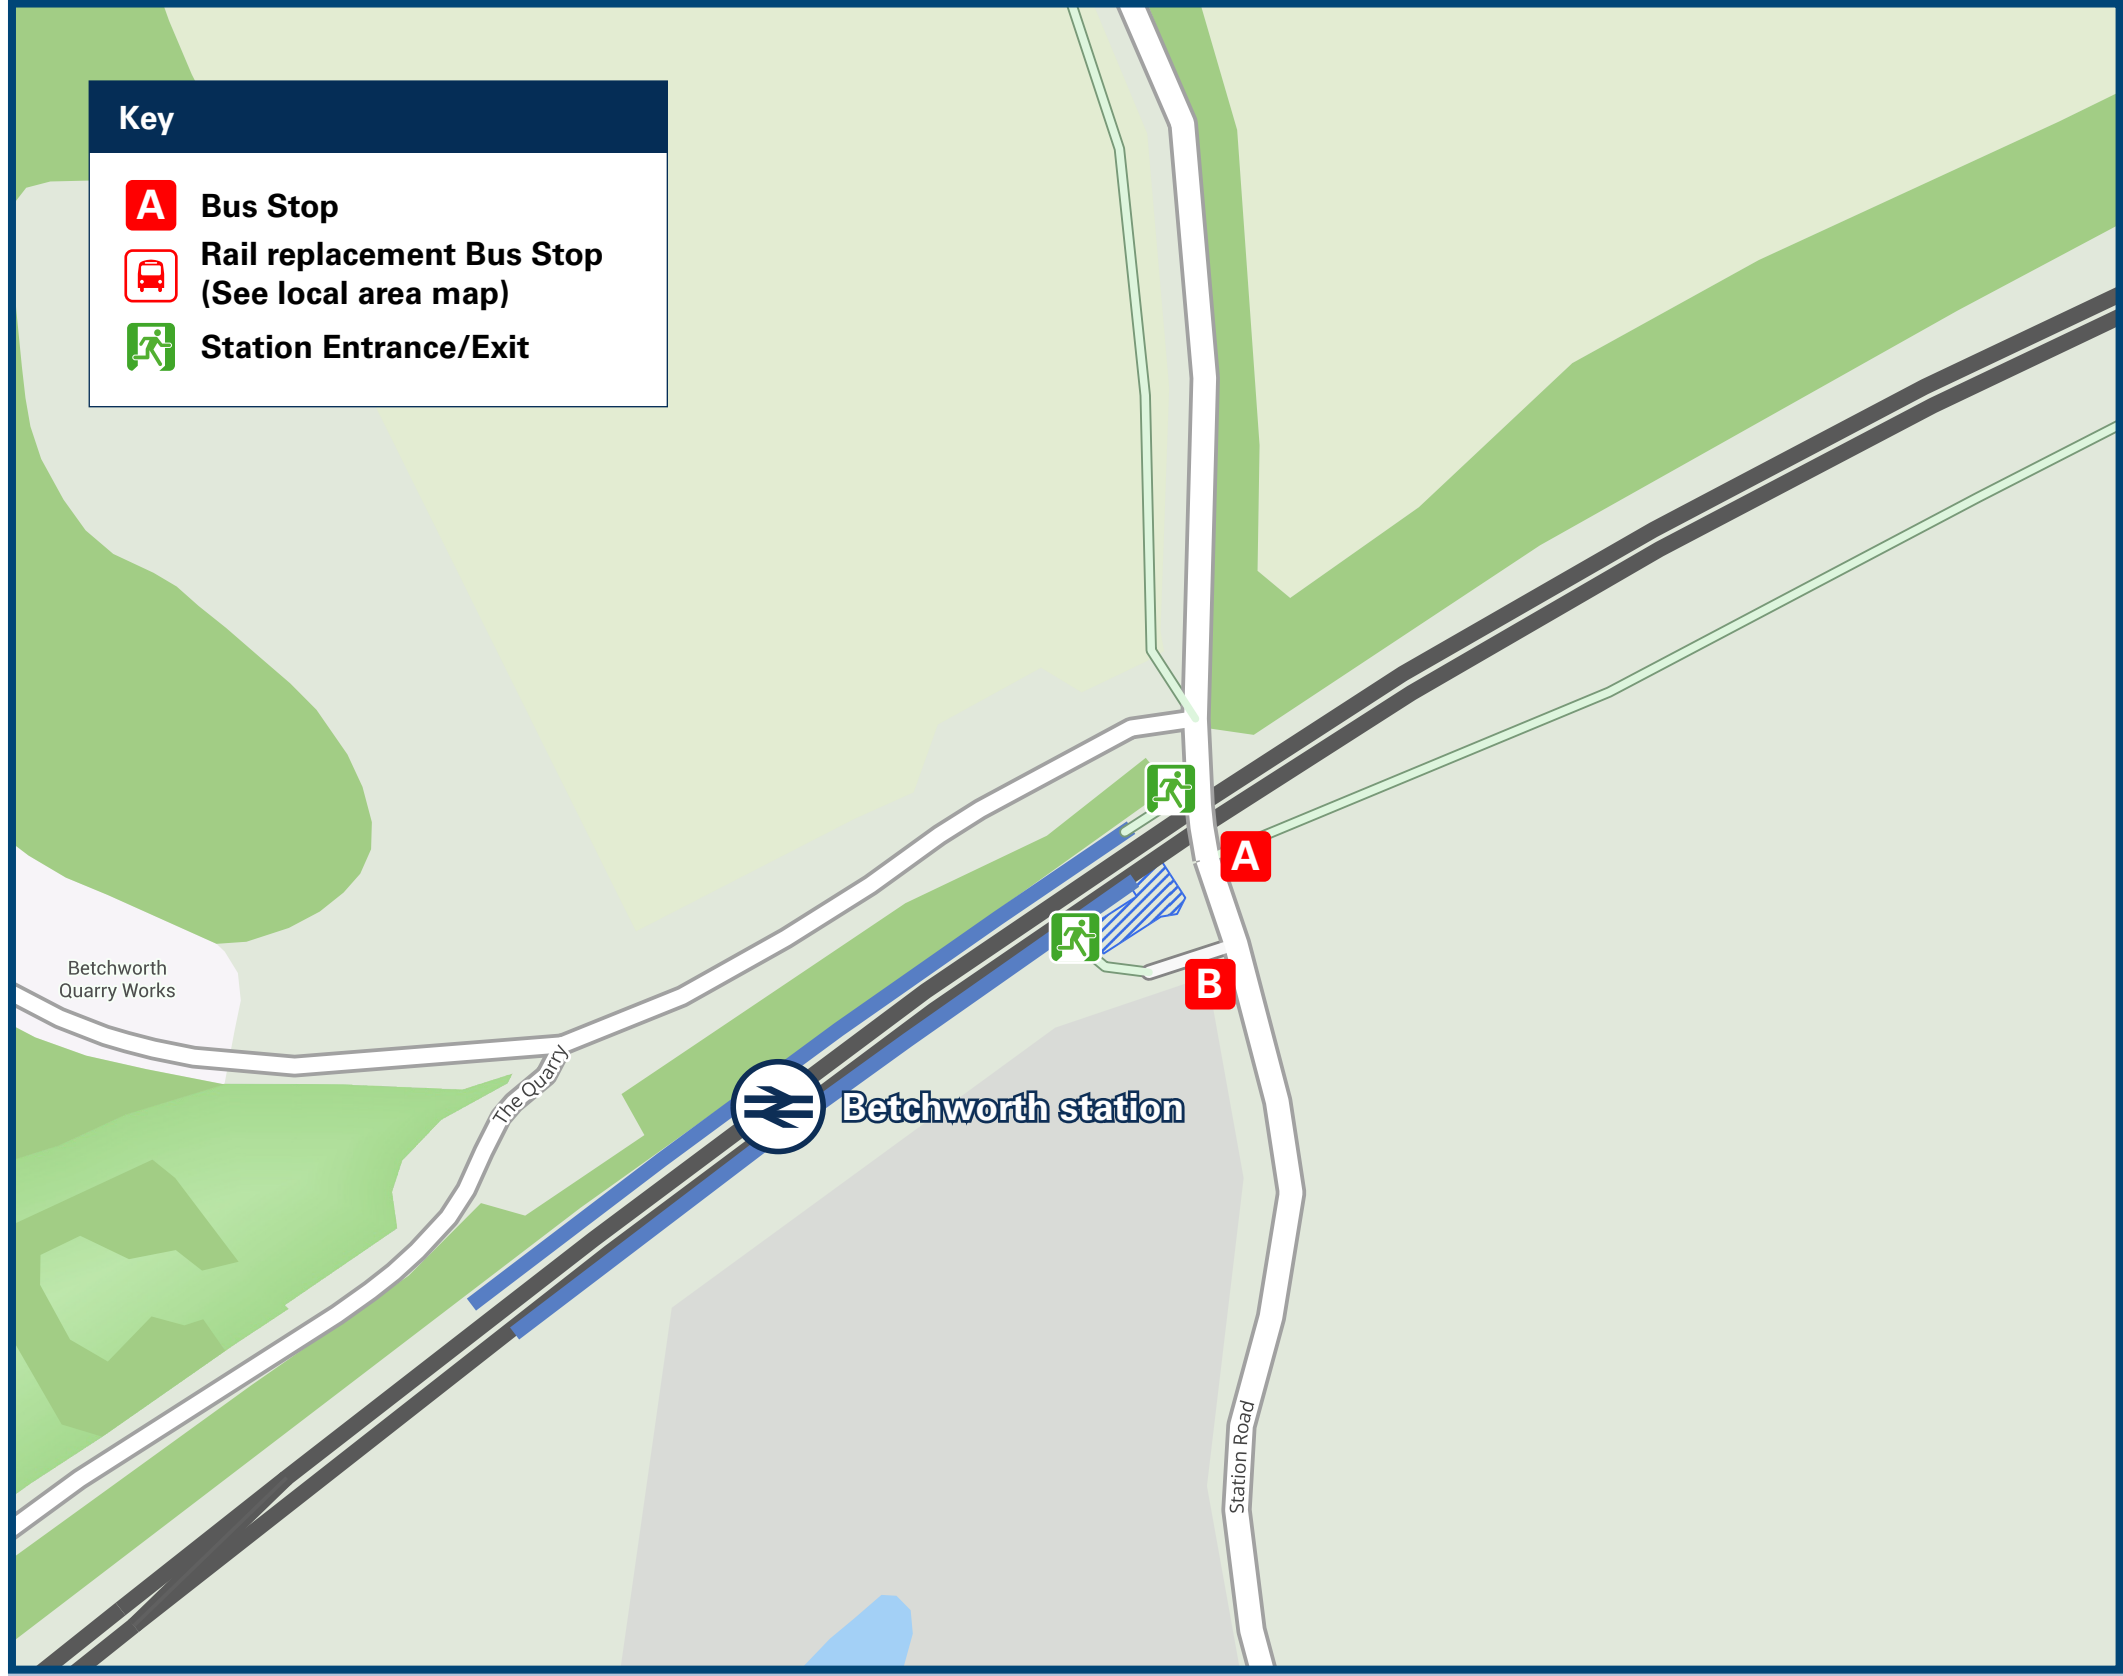 Key
A Bus Stop
Rail replacement Bus Stop
(See local area map)
Station Entrance/Exit
A
Betchworth
Quarry Works
B
The Quarry
Betchworth station
Station Road